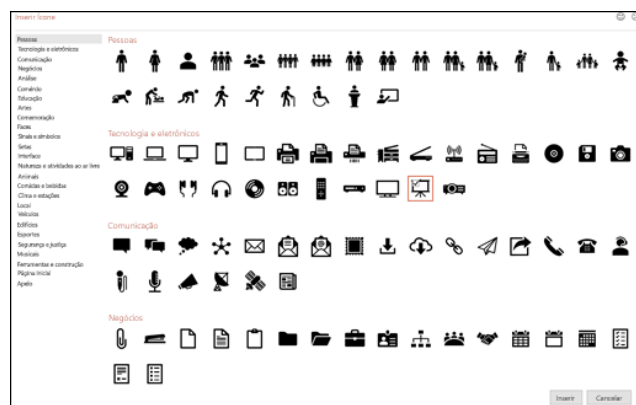 Inserir Ícone
Pessoas
Tecnologia e eletrônicos
Comunicação
Negócios
Análise
Comércio
Educação
Artes
Comemoração
Faces
Sinais e símbolos
Setas
Interface
Natureza e atividades ao ar livre
Animais
Comidas e bebidas
Clima e estações
Local
Veículos
Edifícios
Esportes
Segurança e justiça
Musicais
Ferramentas e construção
Página Inicial
Apelo
Pessoas
Tecnologia e eletrônicos
Comunicação
Negócios
Inserir
Cancelar